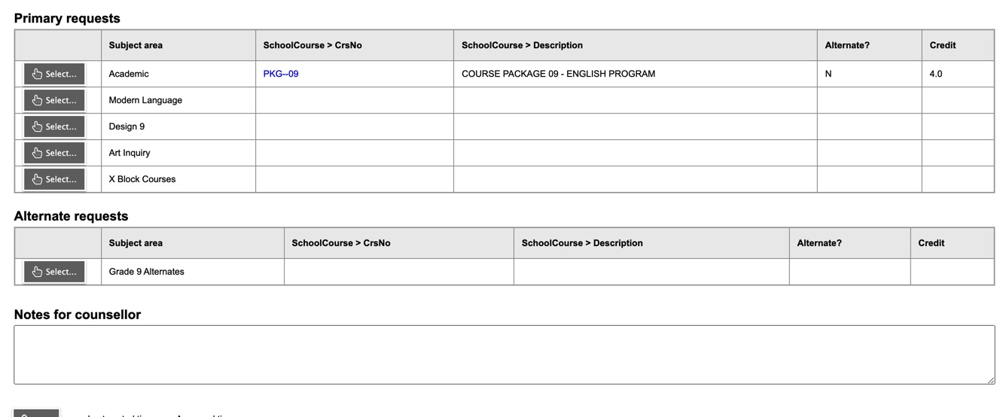 Primary requests
Subject area SchoolCourse > CrsNo SchoolCourse > Description Alternate? Credit
Select... Academic PKG--09 COURSE PACKAGE 09 - ENGLISH PROGRAM N 4.0
Select... Modern Language
Select... Design 9
Select... Art Inquiry
Select... X Block Courses
Alternate requests
Subject area SchoolCourse > CrsNo SchoolCourse > Description Alternate? Credit
Select... Grade 9 Alternates
Notes for counsellor